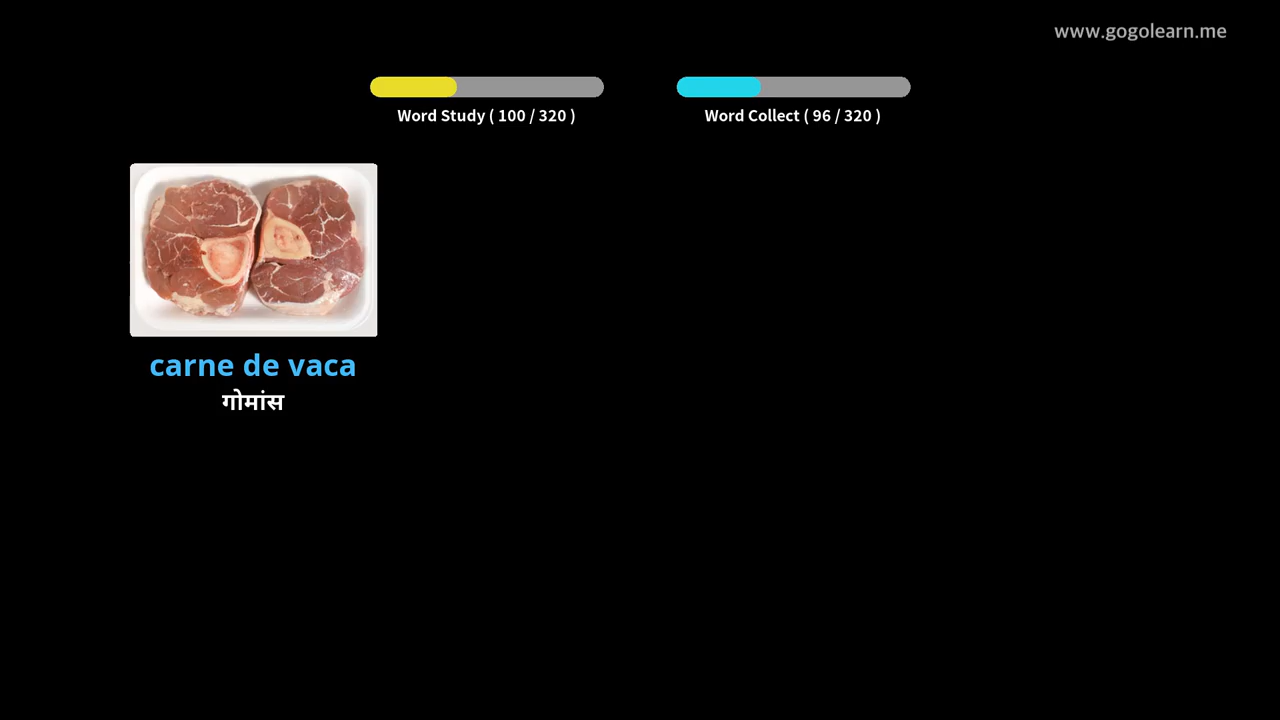 www.gogolearn.me
Word Study ( 100 / 320 )
Word Collect ( 96 / 320 )
carne de vaca
गोमांस